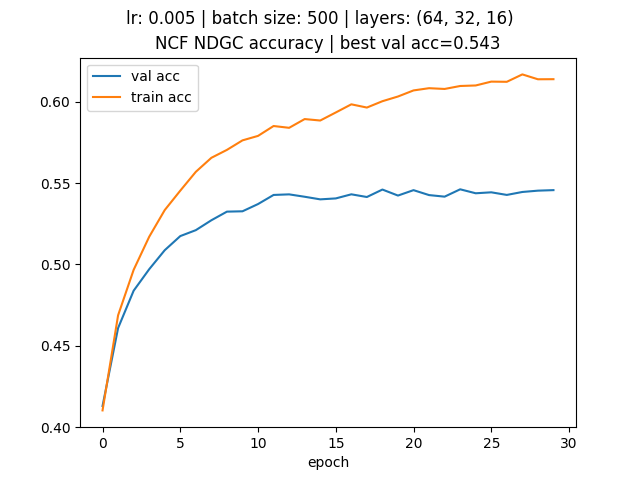 lr: 0.005 | batch size: 500 | layers: (64, 32, 16)
NCF NDGC accuracy | best val acc=0.543
val acc
train acc
0.60
0.55
0.50
0.45
0.40
0 5 10 15 20 25 30
epoch